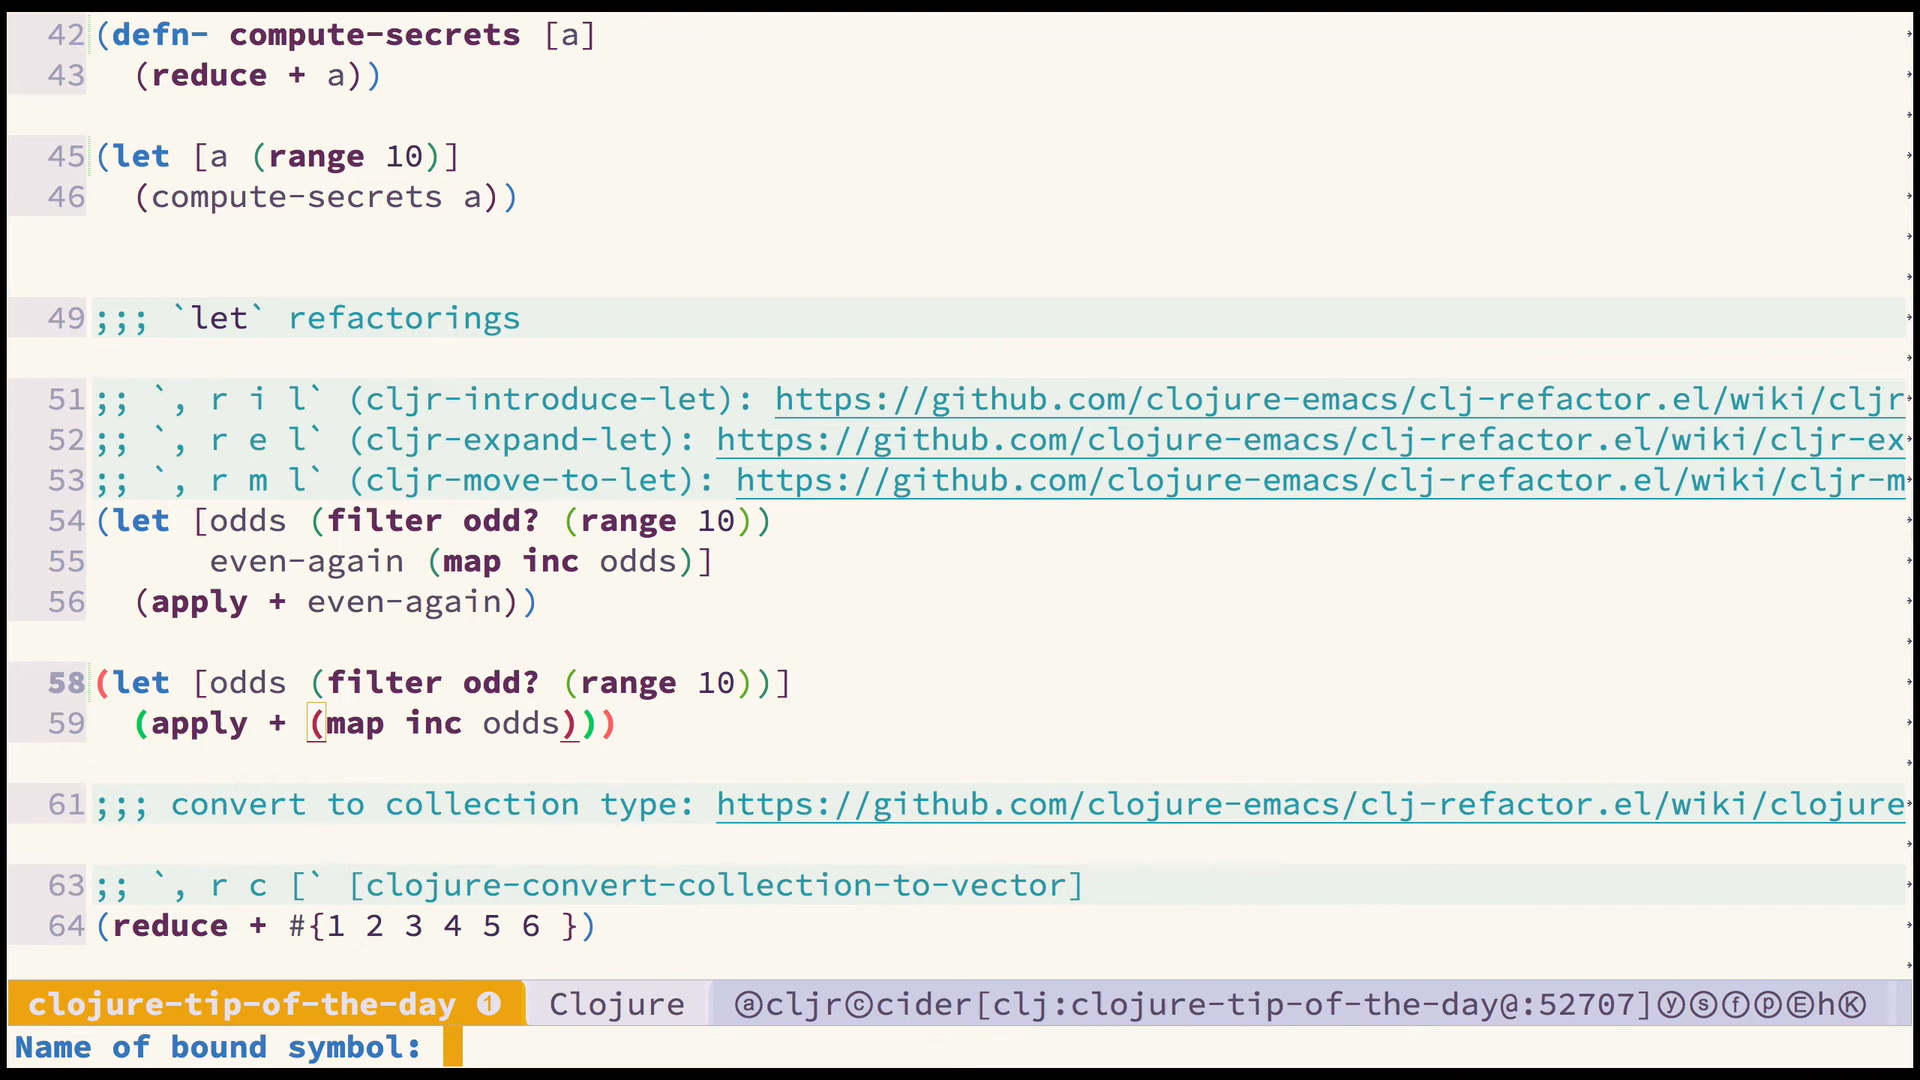 42 (defn- compute-secrets [a]
43   (reduce + a))
45 (let [a (range 10)]
46   (compute-secrets a))
49 ;;; `let` refactorings
51 ;; `, r i l` (cljr-introduce-let): https://github.com/clojure-emacs/clj-refactor.el/wiki/cljr
52 ;; `, r e l` (cljr-expand-let): https://github.com/clojure-emacs/clj-refactor.el/wiki/cljr-ex
53 ;; `, r m l` (cljr-move-to-let): https://github.com/clojure-emacs/clj-refactor.el/wiki/cljr-m
54 (let [odds (filter odd? (range 10))
55       even-again (map inc odds)]
56   (apply + even-again))
58 (let [odds (filter odd? (range 10))]
59   (apply + (map inc odds)))
61 ;;; convert to collection type: https://github.com/clojure-emacs/clj-refactor.el/wiki/clojure
63 ;; `, r c [` [clojure-convert-collection-to-vector]
64 (reduce + #{1 2 3 4 5 6 })
clojure-tip-of-the-day ❶ Clojure ⓐcljrⓒcider[clj:clojure-tip-of-the-day@:52707]ⓨⓢⓕⓟⒺhⓀ
Name of bound symbol: